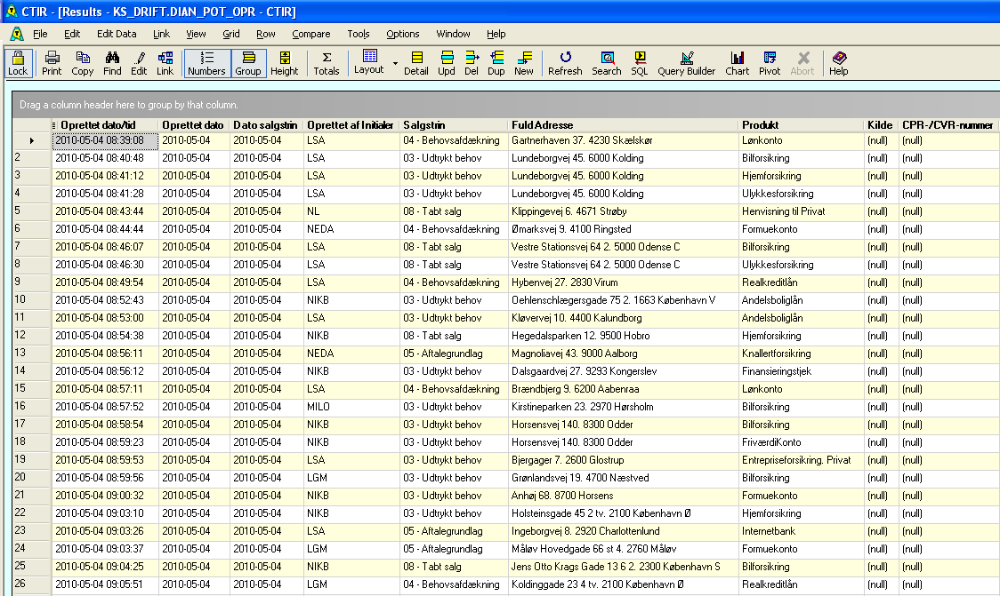 CTIR - [Results - KS_DRIFT.DIAN_POT_OPR - CTIR]
File Edit Edit Data Link View Grid Row Compare Tools Options Window Help
Lock Print Copy Find Edit Link Numbers Group Height Totals Layout Detail Upd Del Dup New Refresh Search SQL Query Builder Chart Pivot Abort Help
Drag a column header here to group by that column.
Oprettet dato/tid Oprettet dato Dato salgstrin Oprettet af Initialer Salgstrin Fuld Adresse Produkt Kilde CPR-/CVR-nummer
2010-05-04 08:39:08 2010-05-04 2010-05-04 LSA 04 - Behovsafdækning Gartnerhaven 37. 4230 Skælskør Lønkonto (null) (null)
2 2010-05-04 08:40:48 2010-05-04 2010-05-04 LSA 03 - Udtrykt behov Lundeborgvej 45. 6000 Kolding Bilforsikring (null) (null)
3 2010-05-04 08:41:12 2010-05-04 2010-05-04 LSA 03 - Udtrykt behov Lundeborgvej 45. 6000 Kolding Hjemforsikring (null) (null)
4 2010-05-04 08:41:28 2010-05-04 2010-05-04 LSA 03 - Udtrykt behov Lundeborgvej 45. 6000 Kolding Ulykkesforsikring (null) (null)
5 2010-05-04 08:43:44 2010-05-04 2010-05-04 NL 08 - Tabt salg Klippingevej 6. 4671 Strøby Henvisning til Privat (null) (null)
6 2010-05-04 08:44:44 2010-05-04 2010-05-04 NEDA 04 - Behovsafdækning Ømarksvej 9. 4100 Ringsted Formuekonto (null) (null)
7 2010-05-04 08:46:07 2010-05-04 2010-05-04 LSA 08 - Tabt salg Vestre Stationsvej 64 2. 5000 Odense C Bilforsikring (null) (null)
8 2010-05-04 08:46:30 2010-05-04 2010-05-04 LSA 08 - Tabt salg Vestre Stationsvej 64 2. 5000 Odense C Ulykkesforsikring (null) (null)
9 2010-05-04 08:49:54 2010-05-04 2010-05-04 LSA 04 - Behovsafdækning Hybenvej 27. 2830 Virum Realkreditlån (null) (null)
10 2010-05-04 08:52:43 2010-05-04 2010-05-04 NIKB 03 - Udtrykt behov Oehlenschlægersgade 75 2. 1663 København V Andelsboliglån (null) (null)
11 2010-05-04 08:53:00 2010-05-04 2010-05-04 LSA 03 - Udtrykt behov Kløvervej 10. 4400 Kalundborg Andelsboliglån (null) (null)
12 2010-05-04 08:54:38 2010-05-04 2010-05-04 NIKB 08 - Tabt salg Hegedalsparken 12. 9500 Hobro Hjemforsikring (null) (null)
13 2010-05-04 08:56:11 2010-05-04 2010-05-04 NEDA 05 - Aftalegrundlag Magnoliavej 43. 9000 Aalborg Knallertforsikring (null) (null)
14 2010-05-04 08:56:12 2010-05-04 2010-05-04 NIKB 03 - Udtrykt behov Dalsgaardvej 27. 9293 Kongerslev Finansieringstjek (null) (null)
15 2010-05-04 08:57:11 2010-05-04 2010-05-04 LSA 04 - Behovsafdækning Brændbjerg 9. 6200 Aabenraa Lønkonto (null) (null)
16 2010-05-04 08:57:52 2010-05-04 2010-05-04 MILO 03 - Udtrykt behov Kirstineparken 23. 2970 Hørsholm Bilforsikring (null) (null)
17 2010-05-04 08:58:54 2010-05-04 2010-05-04 NIKB 03 - Udtrykt behov Horsensvej 140. 8300 Odder Bilforsikring (null) (null)
18 2010-05-04 08:59:23 2010-05-04 2010-05-04 NIKB 03 - Udtrykt behov Horsensvej 140. 8300 Odder FriværdiKonto (null) (null)
19 2010-05-04 08:59:53 2010-05-04 2010-05-04 LSA 03 - Udtrykt behov Bjergager 7. 2600 Glostrup Entrepriseforsikring. Privat (null) (null)
20 2010-05-04 08:59:56 2010-05-04 2010-05-04 LGM 03 - Udtrykt behov Grønlandsvej 19. 4700 Næstved Bilforsikring (null) (null)
21 2010-05-04 09:00:32 2010-05-04 2010-05-04 NIKB 03 - Udtrykt behov Anhøj 68. 8700 Horsens Formuekonto (null) (null)
22 2010-05-04 09:03:10 2010-05-04 2010-05-04 NIKB 03 - Udtrykt behov Holsteinsgade 45 2 tv. 2100 København Ø Hjemforsikring (null) (null)
23 2010-05-04 09:03:26 2010-05-04 2010-05-04 LSA 05 - Aftalegrundlag Ingeborgvej 8. 2920 Charlottenlund Internetbank (null) (null)
24 2010-05-04 09:03:37 2010-05-04 2010-05-04 LGM 05 - Aftalegrundlag Måløv Hovedgade 66 st 4. 2760 Måløv Formuekonto (null) (null)
25 2010-05-04 09:04:25 2010-05-04 2010-05-04 NIKB 08 - Tabt salg Jens Otto Krags Gade 13 6 2. 2300 København S Bilforsikring (null) (null)
26 2010-05-04 09:05:51 2010-05-04 2010-05-04 LGM 04 - Behovsafdækning Koldinggade 23 4 tv. 2100 København Ø Realkreditlån (null) (null)